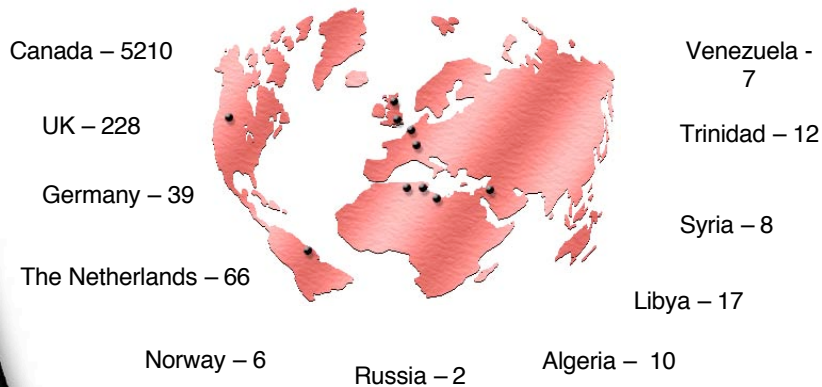 Canada – 5210
UK – 228
Germany – 39
The Netherlands – 66
Norway – 6
Russia – 2
Algeria – 10
Libya – 17
Syria – 8
Trinidad – 12
Venezuela -
7